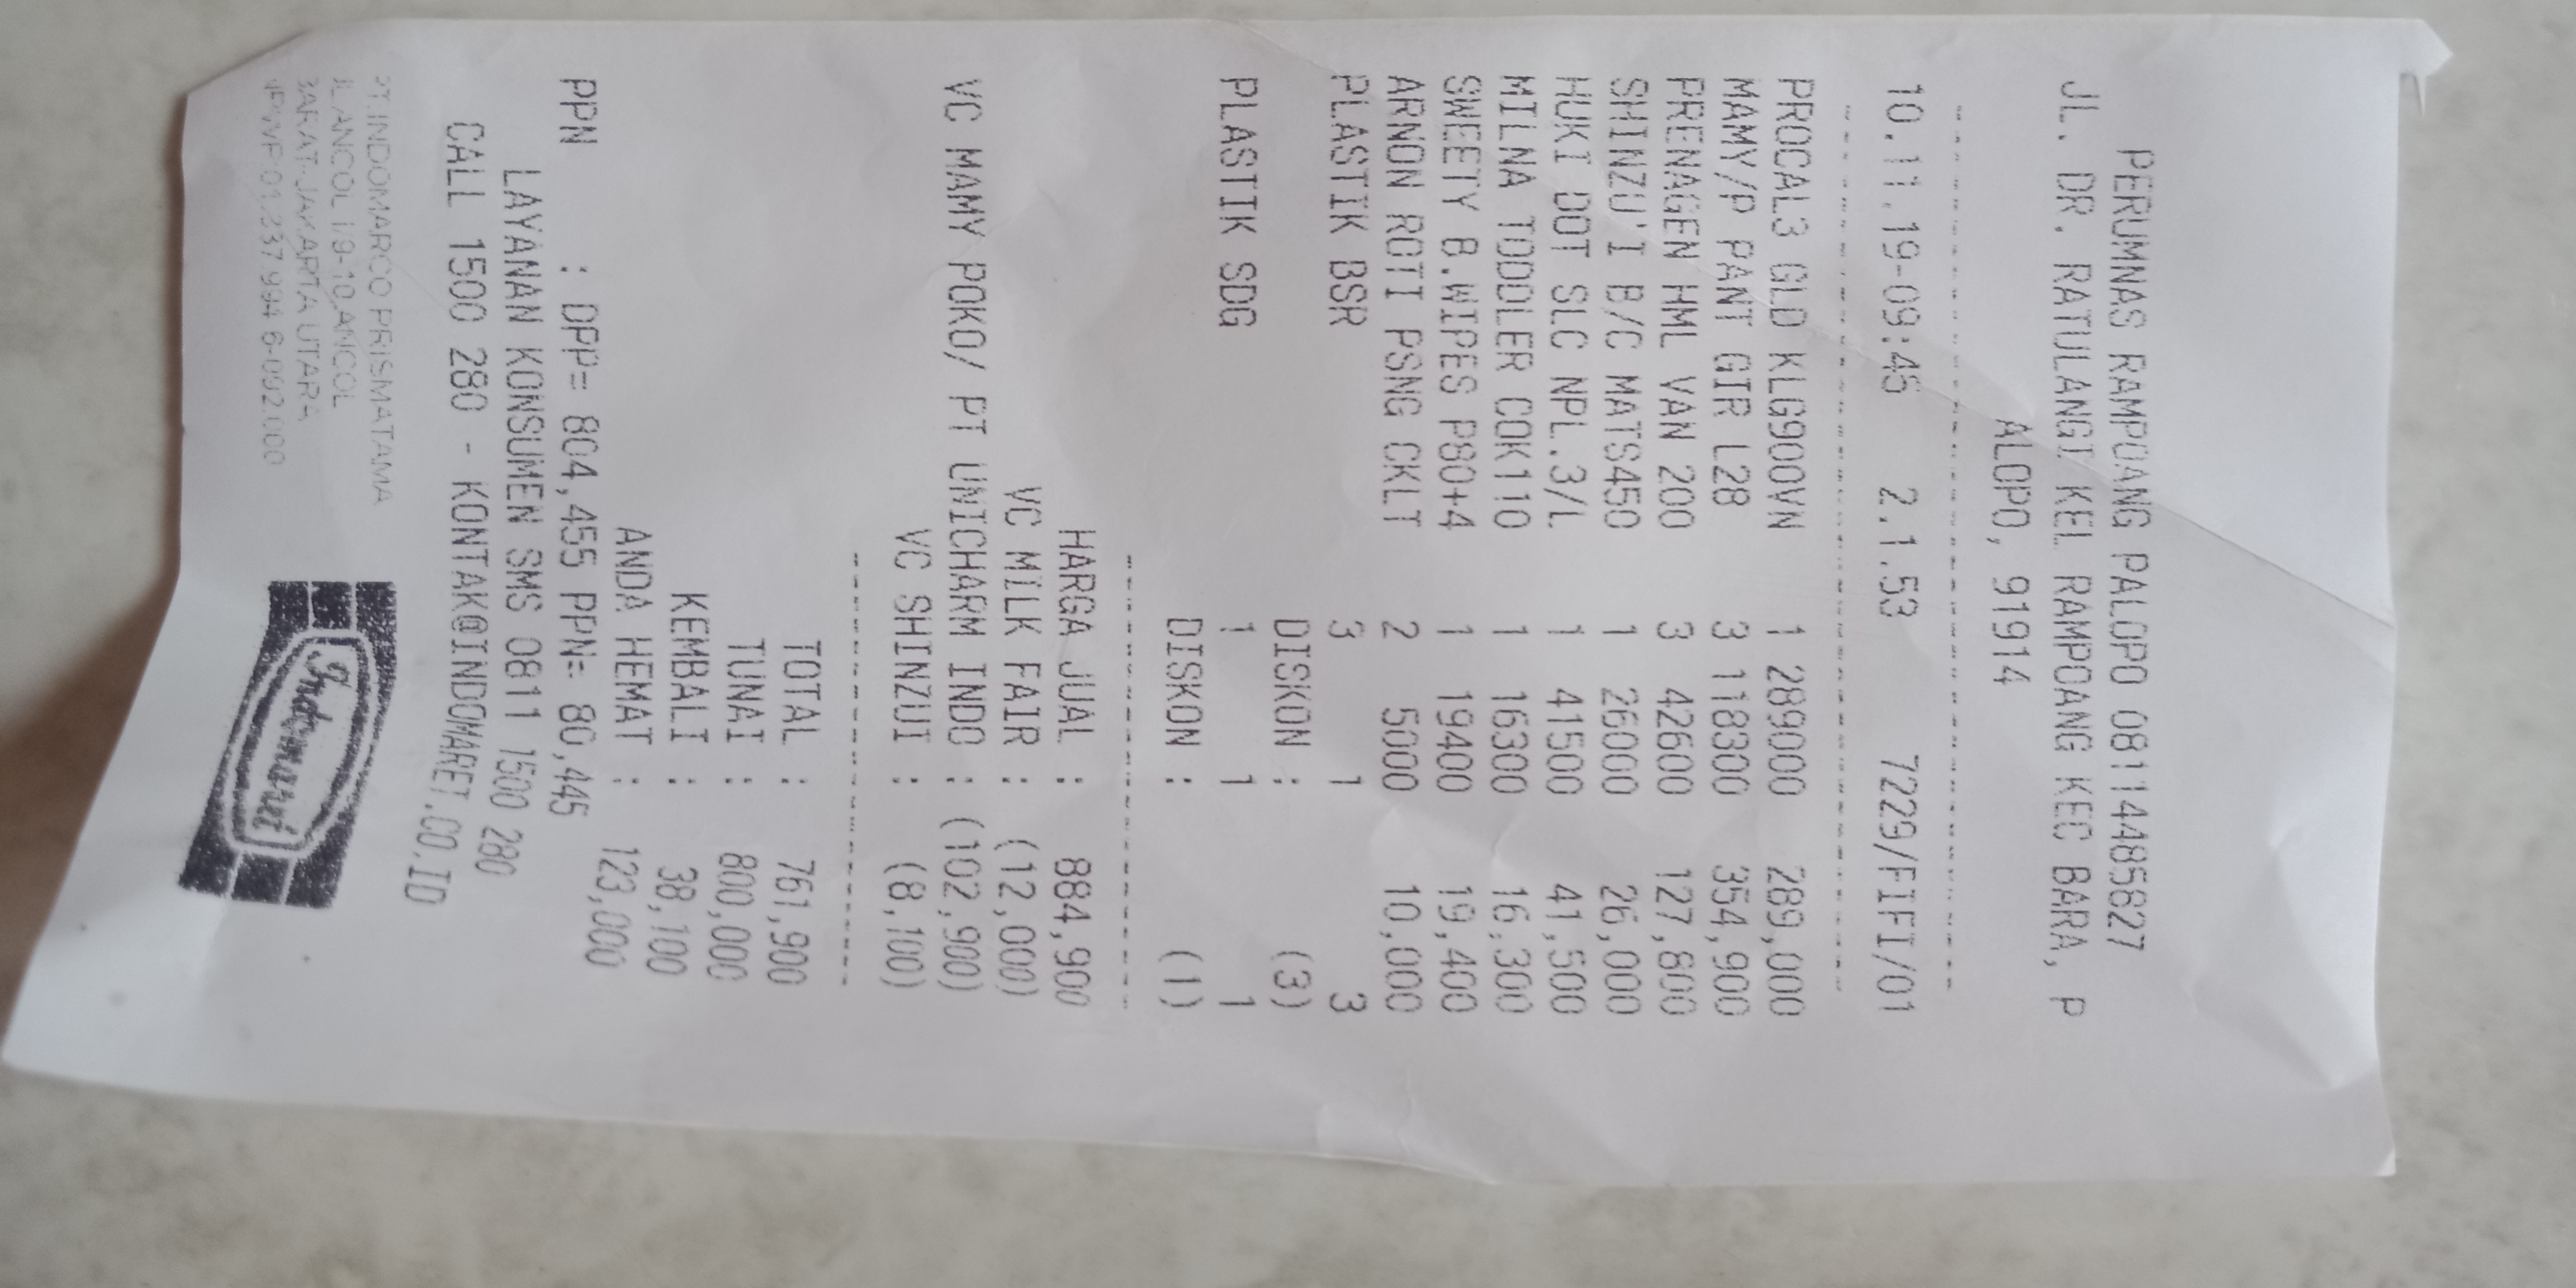 PERUMNAS RAMPOANG PALOPO 08114485827
JL. DR. RATULANGI KEL RAMPOANG KEC BARA, P
ALOPO, 91914
10.11.19-09:45 2.1.53 7229/FIFI/01
PROCAL3 GLD KLG900VN 1 289000 289,000
MAMY/P PANT GIR L28 3 118300 354,900
PRENAGEN HML VAN 200 3 42600 127,800
SHINZU'I B/C MATS450 1 26000 26,000
HUKI DOT SLC NPL.3/L 1 41500 41,500
MILNA TODDLER COK110 1 16300 16,300
SWEETY B.WIPES P80+4 1 19400 19,400
ARNON ROTI PSNG CKLT 2 5000 10,000
PLASTIK BSR 3 1 3
DISKON : (3)
PLASTIK SDG 1 1 1
DISKON : (1)
HARGA JUAL : 884,900
VC MILK FAIR : (12,000)
VC MAMY POKO/ PT UNICHARM INDO : (102,900)
VC SHINZUI : (8,100)
TOTAL : 761,900
TUNAI : 800,000
KEMBALI : 38,100
ANDA HEMAT : 123,000
PPN : DPP= 804,455 PPN= 80,445
LAYANAN KONSUMEN SMS 0811 1500 280
CALL 1500 280 - KONTAK@INDOMARET.CO.ID
PT.INDOMARCO PRISMATAMA
JL.ANCOL I/9-10,ANCOL
BARAT-JAKARTA UTARA
NPWP:01.337.994.6-092.000
Indomaret